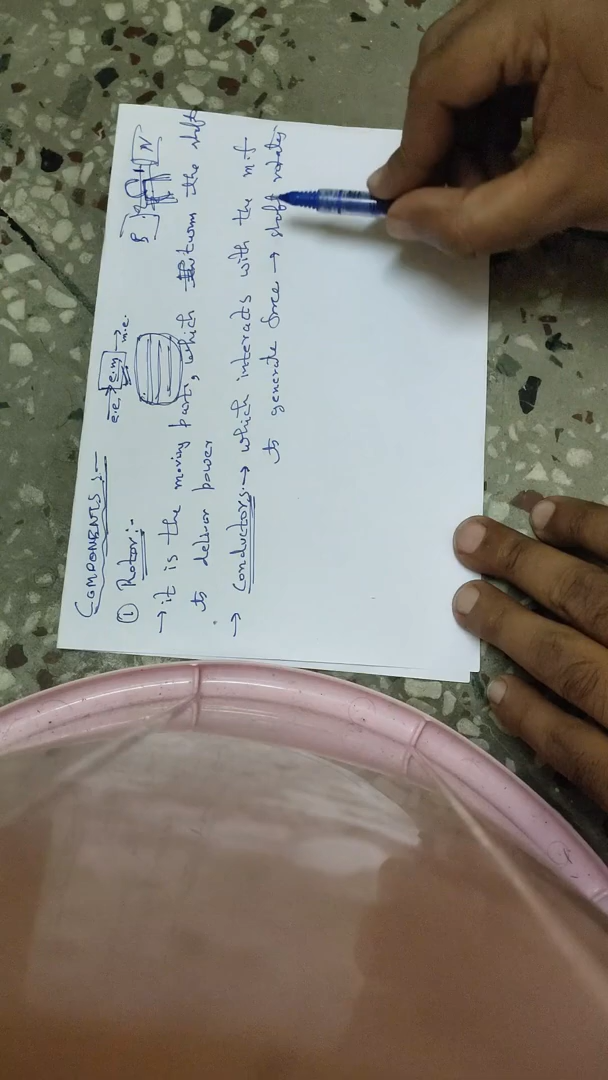 COMPONENTS :-
e.e. → e.m → m.e.
S N
① Rotor:-
→ it is the moving part, which turns the shaft
to deliver power
→ Conductors: → which interacts with the m.f.
to generate force → shaft rotates